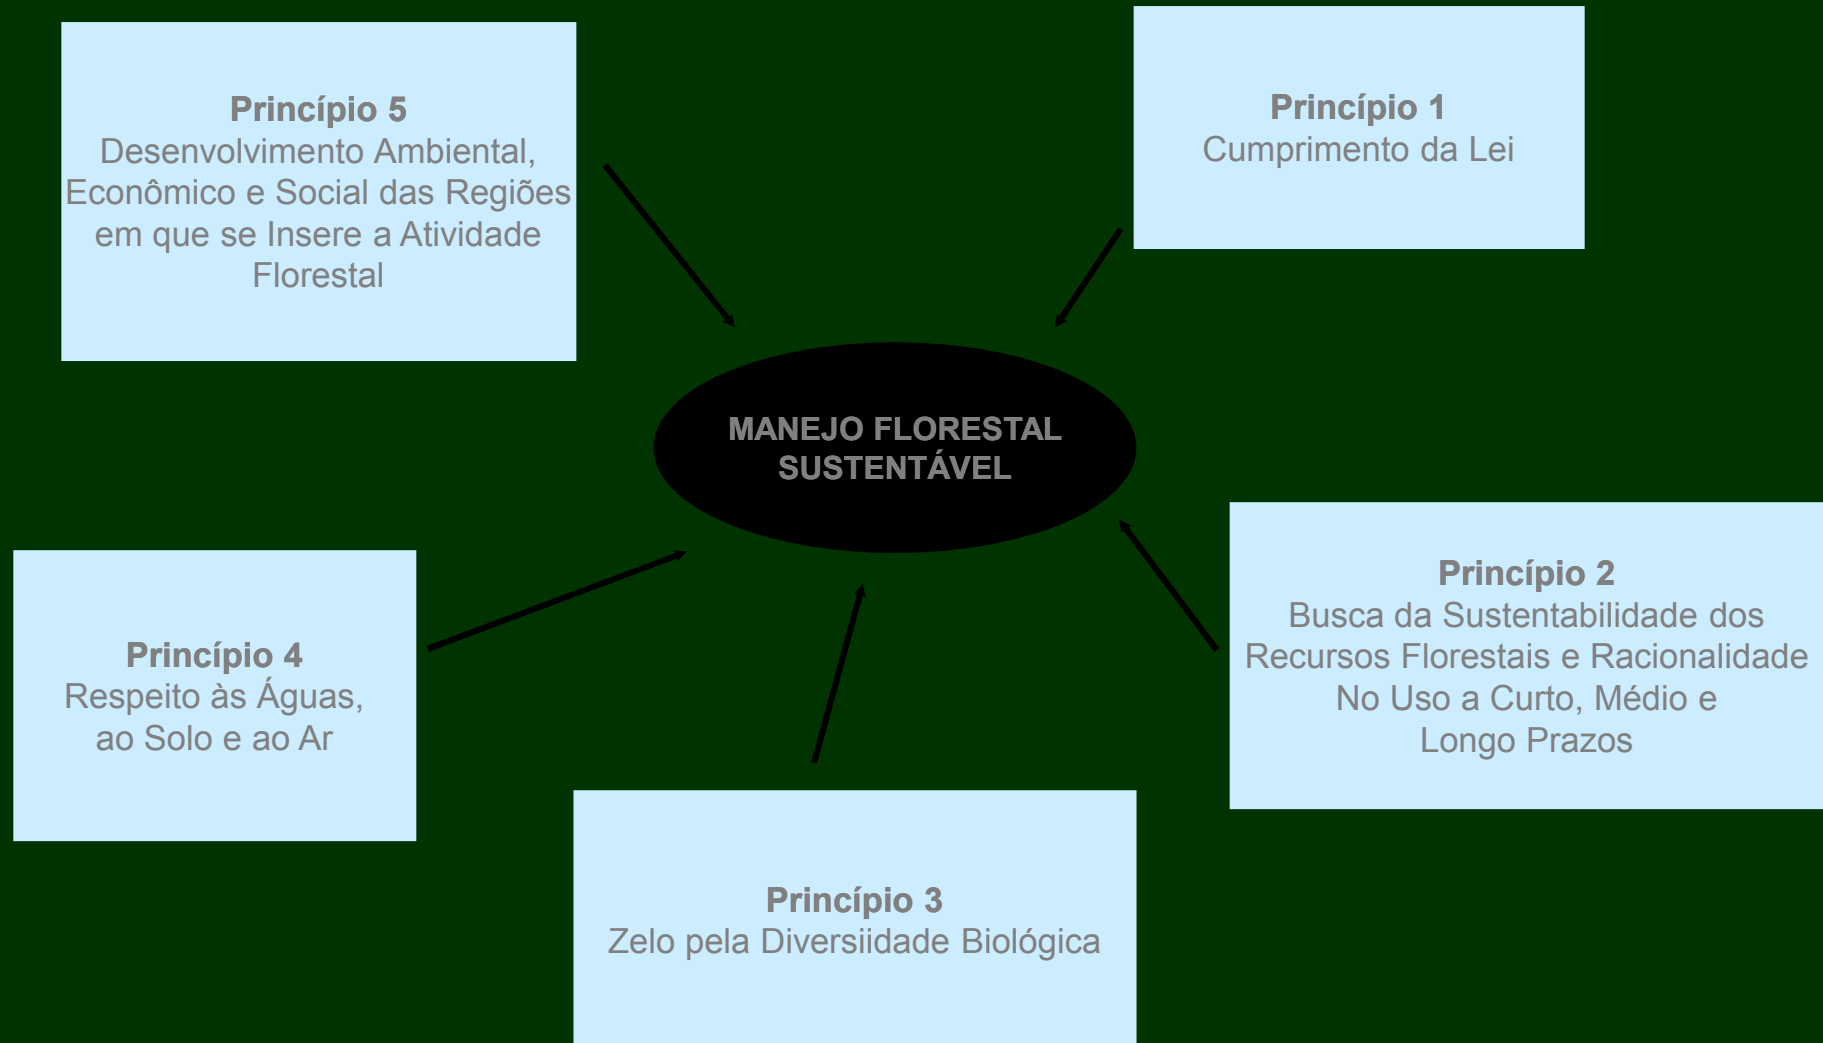 Princípio 5
Desenvolvimento Ambiental,
Econômico e Social das Regiões
em que se Insere a Atividade
Florestal
Princípio 1
Cumprimento da Lei
MANEJO FLORESTAL
SUSTENTÁVEL
Princípio 2
Busca da Sustentabilidade dos
Recursos Florestais e Racionalidade
No Uso a Curto, Médio e
Longo Prazos
Princípio 4
Respeito às Águas,
ao Solo e ao Ar
Princípio 3
Zelo pela Diversiidade Biológica